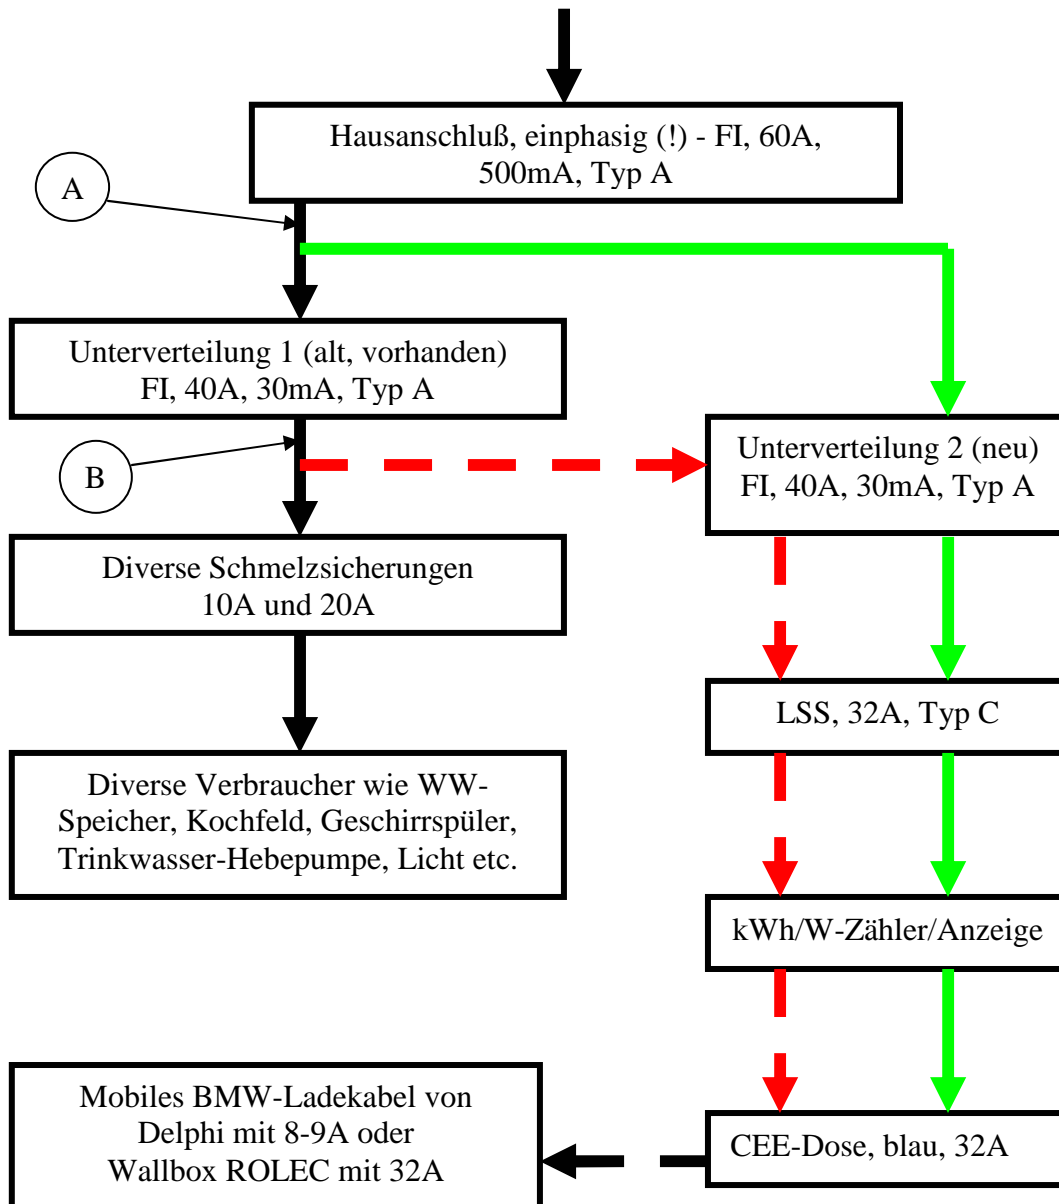 Hausanschluß, einphasig (!) - FI, 60A,
500mA, Typ A
A
Unterverteilung 1 (alt, vorhanden)
FI, 40A, 30mA, Typ A
Unterverteilung 2 (neu)
FI, 40A, 30mA, Typ A
B
Diverse Schmelzsicherungen
10A und 20A
LSS, 32A, Typ C
Diverse Verbraucher wie WW-
Speicher, Kochfeld, Geschirrspüler,
Trinkwasser-Hebepumpe, Licht etc.
kWh/W-Zähler/Anzeige
Mobiles BMW-Ladekabel von
Delphi mit 8-9A oder
Wallbox ROLEC mit 32A
CEE-Dose, blau, 32A